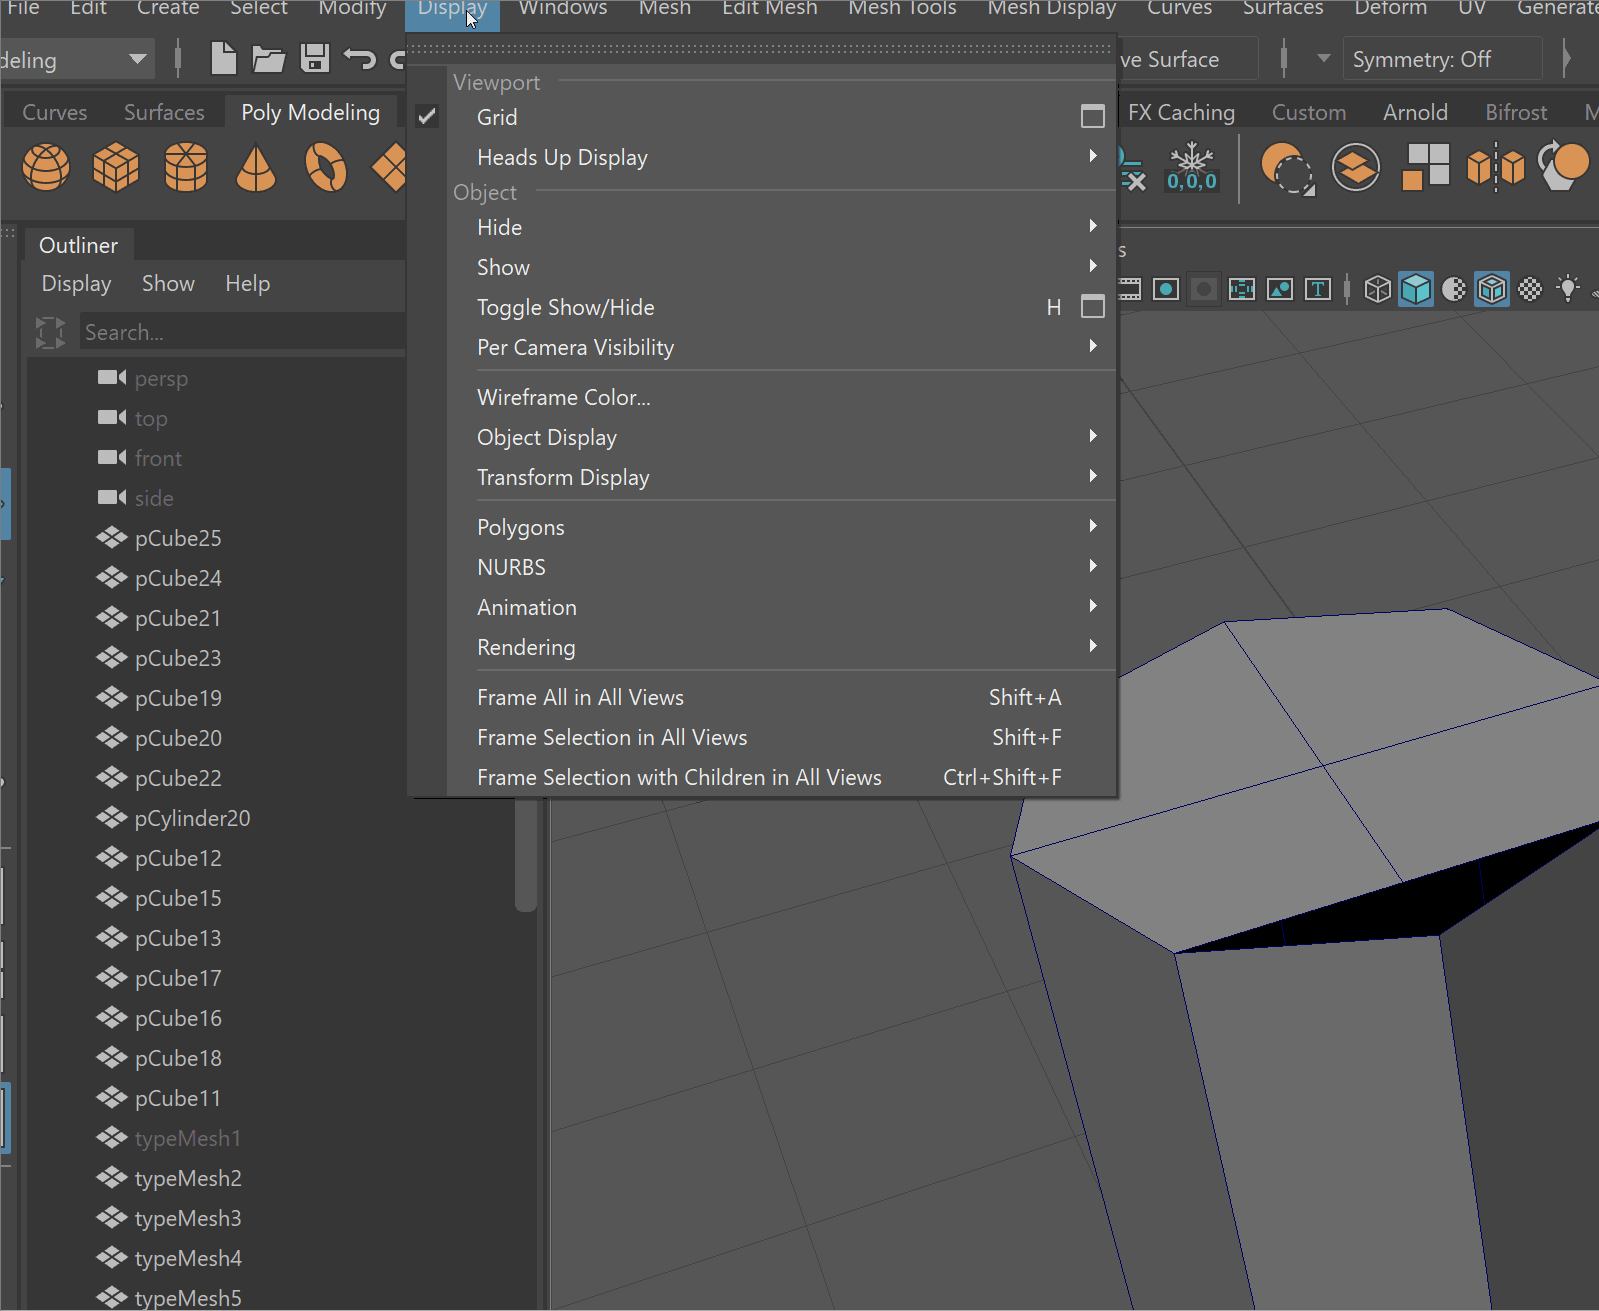 File Edit Create Select Modify Display Windows Mesh Edit Mesh Mesh Tools Mesh Display Curves Surfaces Deform UV Generate
deling
ve Surface
Symmetry: Off
Curves Surfaces Poly Modeling
FX Caching Custom Arnold Bifrost M
0,0,0
Viewport
Grid
Heads Up Display
Object
Hide
Show
Toggle Show/Hide H
Per Camera Visibility
Wireframe Color...
Object Display
Transform Display
Polygons
NURBS
Animation
Rendering
Frame All in All Views Shift+A
Frame Selection in All Views Shift+F
Frame Selection with Children in All Views Ctrl+Shift+F
s
T
Outliner
Display Show Help
Search...
persp
top
front
side
pCube25
pCube24
pCube21
pCube23
pCube19
pCube20
pCube22
pCylinder20
pCube12
pCube15
pCube13
pCube17
pCube16
pCube18
pCube11
typeMesh1
typeMesh2
typeMesh3
typeMesh4
typeMesh5